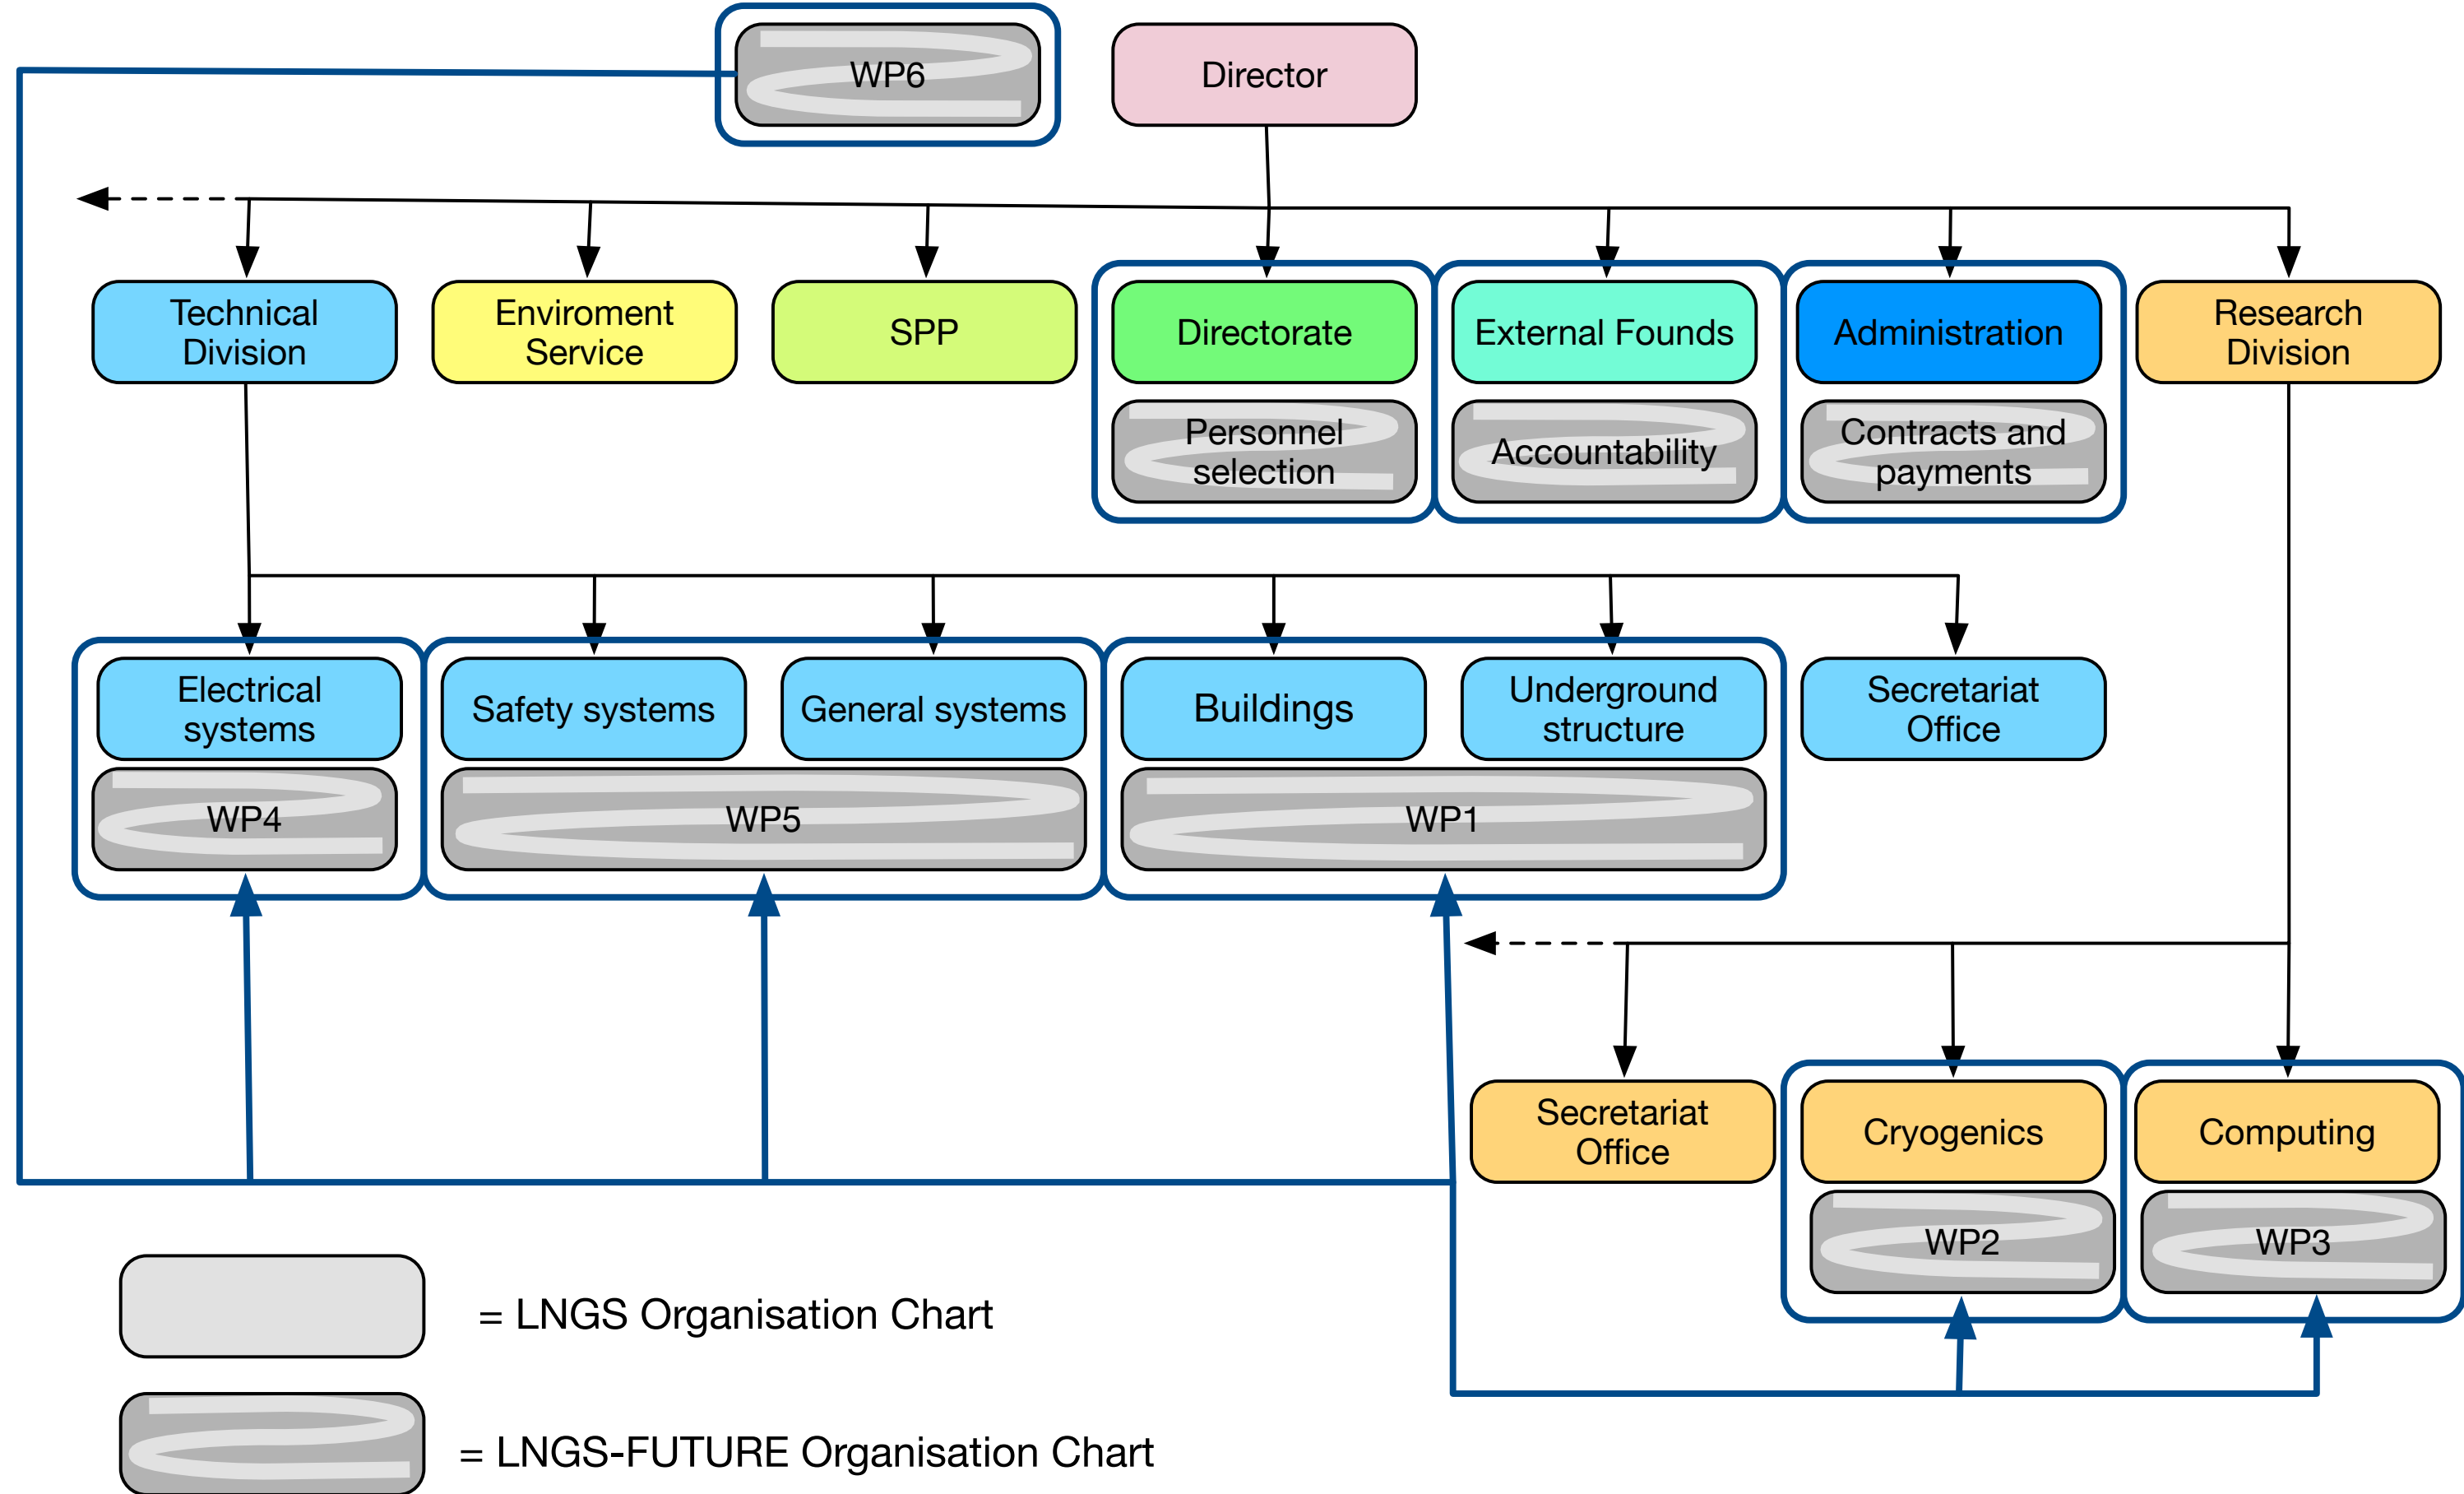 WP6
Director
Technical
Division
Enviroment
Service
SPP
Directorate
External Founds
Administration
Research
Division
Personnel
selection
Accountability
Contracts and
payments
Electrical
systems
Safety systems
General systems
Buildings
Underground
structure
Secretariat
Office
WP4
WP5
WP1
Secretariat
Office
Cryogenics
Computing
WP2
WP3
= LNGS Organisation Chart
= LNGS-FUTURE Organisation Chart